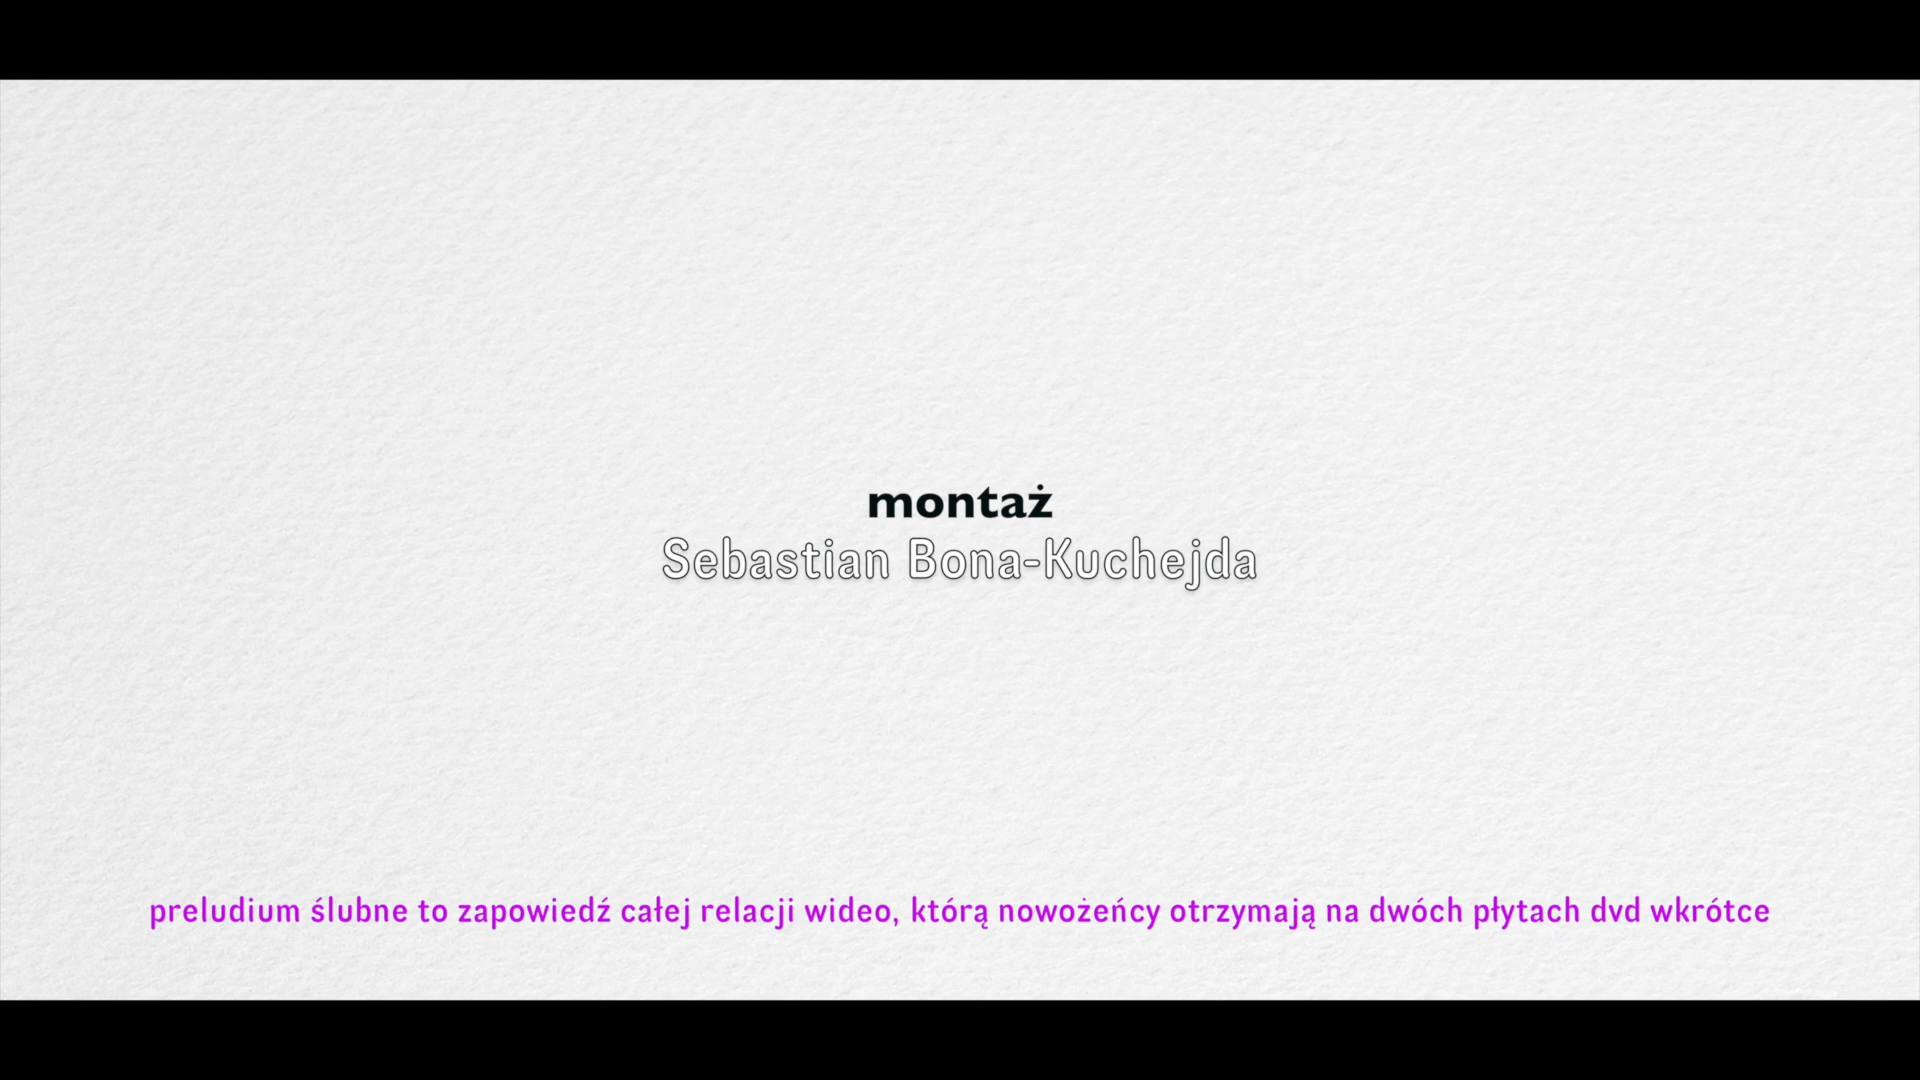 montaż
Sebastian Bona-Kuchejda
preludium ślubne to zapowiedź całej relacji wideo, którą nowożeńcy otrzymają na dwóch płytach dvd wkrótce